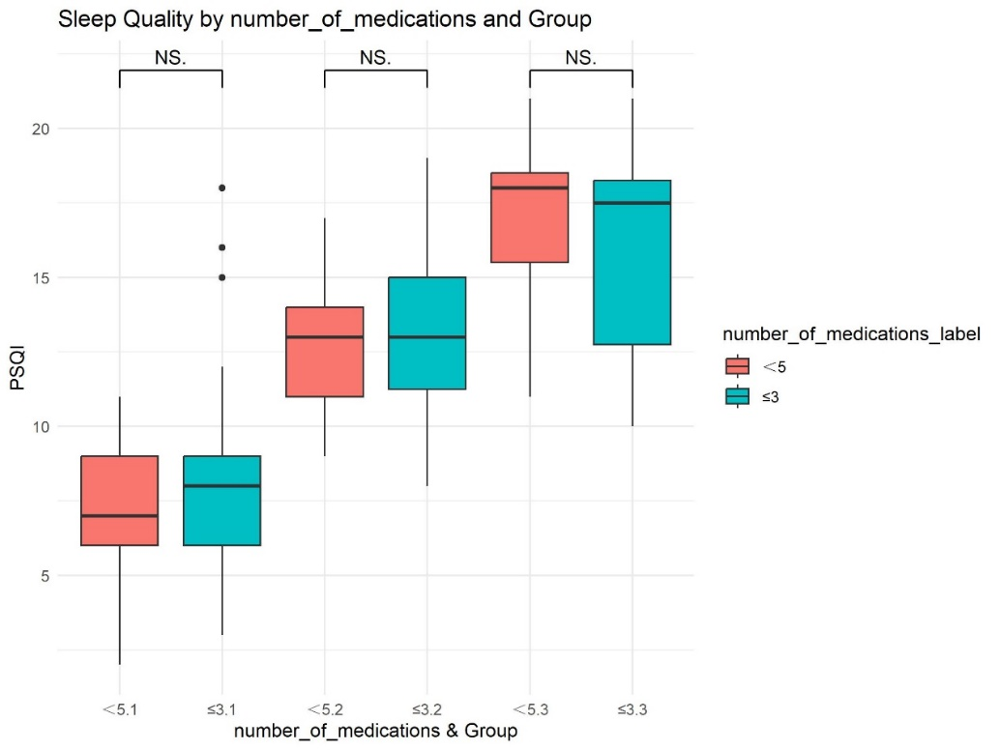 Sleep Quality by number_of_medications and Group
NS. NS. NS.
20
15
10
5
PSQI
<5.1 ≤3.1 <5.2 ≤3.2 <5.3 ≤3.3
number_of_medications & Group
number_of_medications_label
<5
≤3